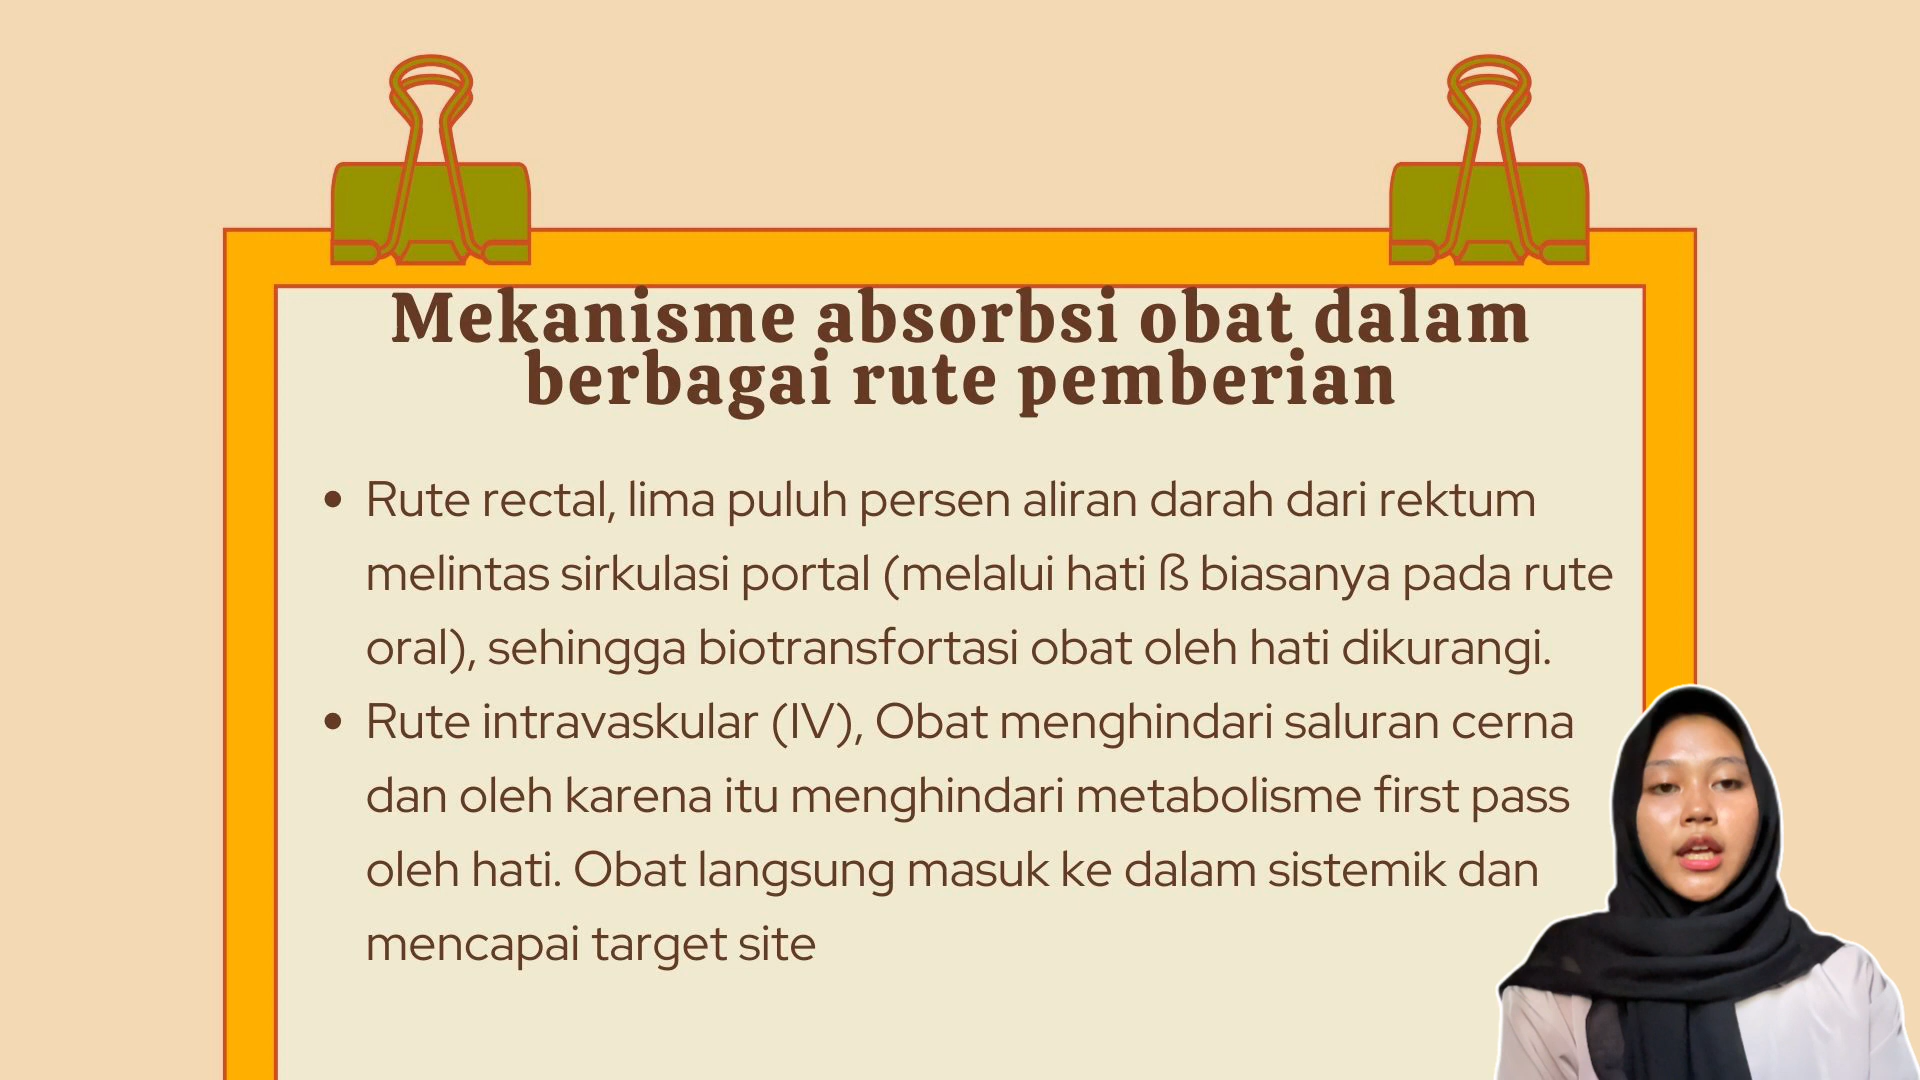 Mekanisme absorbsi obat dalam
berbagai rute pemberian
• Rute rectal, lima puluh persen aliran darah dari rektum
melintas sirkulasi portal (melalui hati ß biasanya pada rute
oral), sehingga biotransfortasi obat oleh hati dikurangi.
• Rute intravaskular (IV), Obat menghindari saluran cerna
dan oleh karena itu menghindari metabolisme first pass
oleh hati. Obat langsung masuk ke dalam sistemik dan
mencapai target site